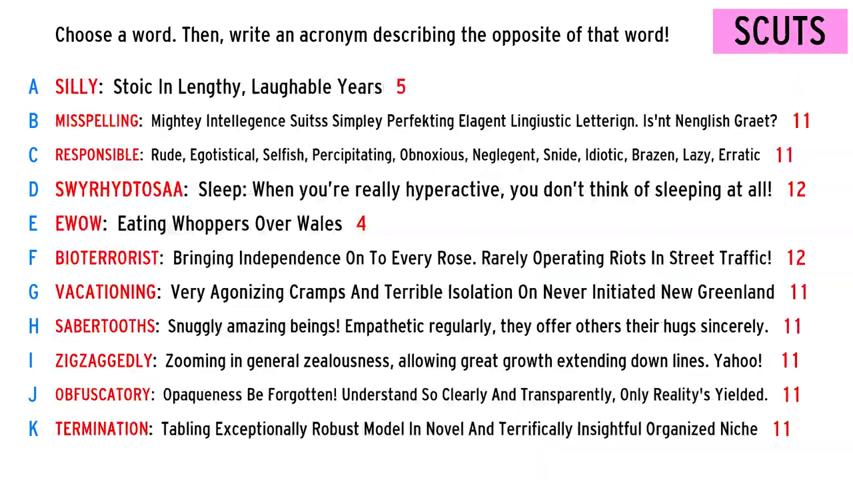 Choose a word. Then, write an acronym describing the opposite of that word!
SCUTS
A SILLY: Stoic In Lengthy, Laughable Years 5
B MISSPELLING: Mightey Intellegence Suitss Simpley Perfekting Elagent Lingiustic Letterign. Is'nt Nenglish Graet? 11
C RESPONSIBLE: Rude, Egotistical, Selfish, Percipitating, Obnoxious, Neglegent, Snide, Idiotic, Brazen, Lazy, Erratic 11
D SWYRHYDTOSAA: Sleep: When you're really hyperactive, you don't think of sleeping at all! 12
E EWOW: Eating Whoppers Over Wales 4
F BIOTERRORIST: Bringing Independence On To Every Rose. Rarely Operating Riots In Street Traffic! 12
G VACATIONING: Very Agonizing Cramps And Terrible Isolation On Never Initiated New Greenland 11
H SABERTOOTHS: Snuggly amazing beings! Empathetic regularly, they offer others their hugs sincerely. 11
I ZIGZAGGEDLY: Zooming in general zealousness, allowing great growth extending down lines. Yahoo! 11
J OBFUSCATORY: Opaqueness Be Forgotten! Understand So Clearly And Transparently, Only Reality's Yielded. 11
K TERMINATION: Tabling Exceptionally Robust Model In Novel And Terrifically Insightful Organized Niche 11